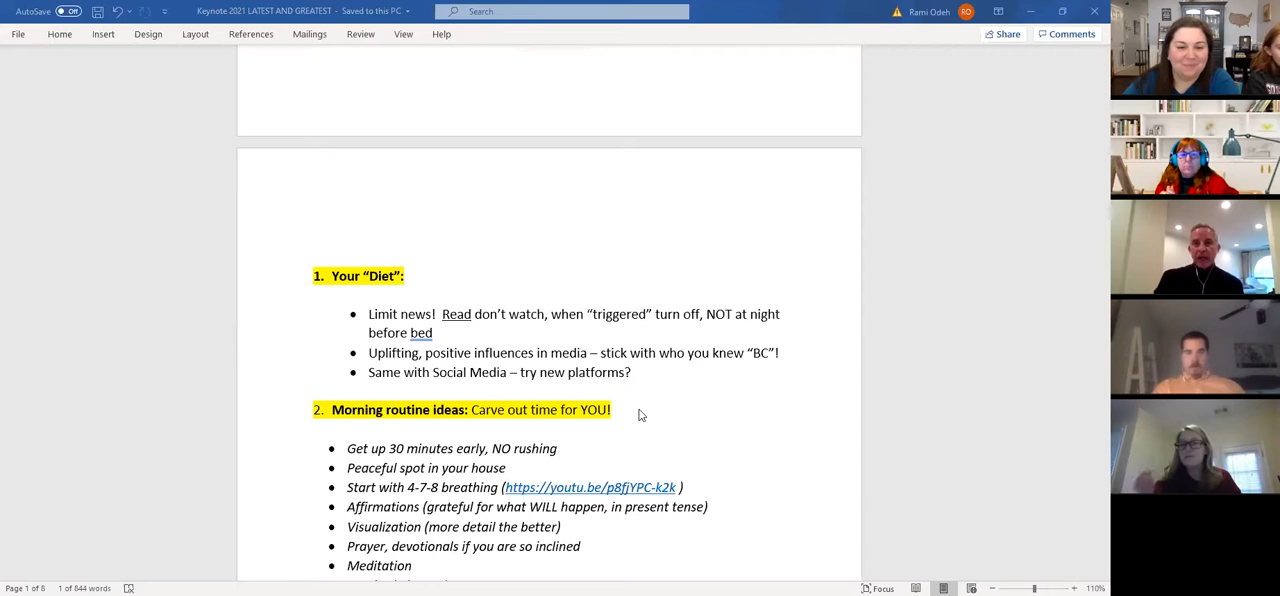 AutoSave Off Keynote 2021 LATEST AND GREATEST - Saved to this PC Search Rami Odeh RO
File Home Insert Design Layout References Mailings Review View Help Share Comments
1. Your “Diet”:
• Limit news! Read don’t watch, when “triggered” turn off, NOT at night
before bed
• Uplifting, positive influences in media – stick with who you knew “BC”!
• Same with Social Media – try new platforms?
2. Morning routine ideas: Carve out time for YOU!
• Get up 30 minutes early, NO rushing
• Peaceful spot in your house
• Start with 4-7-8 breathing (https://youtu.be/p8fjYPC-k2k )
• Affirmations (grateful for what WILL happen, in present tense)
• Visualization (more detail the better)
• Prayer, devotionals if you are so inclined
• Meditation
Page 1 of 8 1 of 844 words Focus 110%